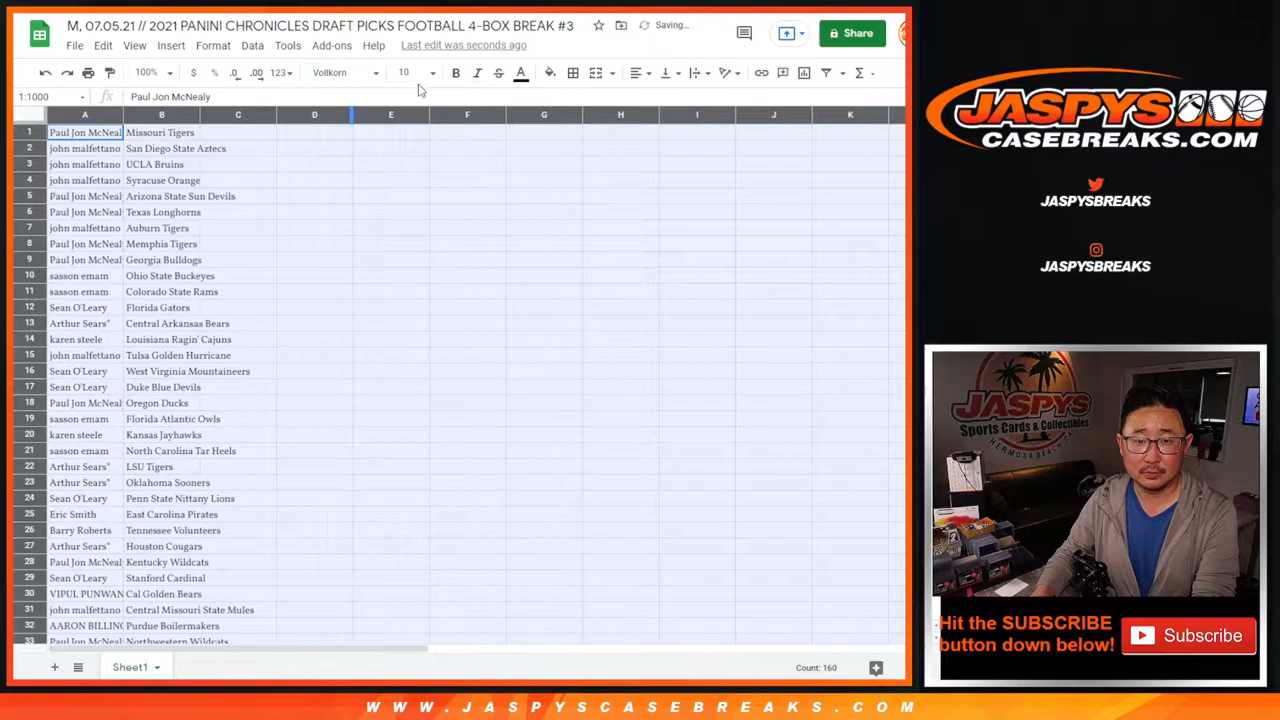 M, 07.05.21 // 2021 PANINI CHRONICLES DRAFT PICKS FOOTBALL 4-BOX BREAK #3
Saving...
File Edit View Insert Format Data Tools Add-ons Help Last edit was seconds ago
Share
100% $ % .0 .00 123 Vollkorn 10 B I S A
1:1000 fx Paul Jon McNealy
A B C D E F G H I J K
1 Paul Jon McNeal Missouri Tigers
2 john malfettano San Diego State Aztecs
3 john malfettano UCLA Bruins
4 john malfettano Syracuse Orange
5 Paul Jon McNeal Arizona State Sun Devils
6 Paul Jon McNeal Texas Longhorns
7 john malfettano Auburn Tigers
8 Paul Jon McNeal Memphis Tigers
9 Paul Jon McNeal Georgia Bulldogs
10 sasson emam Ohio State Buckeyes
11 sasson emam Colorado State Rams
12 Sean O'Leary Florida Gators
13 Arthur Sears* Central Arkansas Bears
14 karen steele Louisiana Ragin' Cajuns
15 john malfettano Tulsa Golden Hurricane
16 Sean O'Leary West Virginia Mountaineers
17 Sean O'Leary Duke Blue Devils
18 Paul Jon McNeal Oregon Ducks
19 sasson emam Florida Atlantic Owls
20 karen steele Kansas Jayhawks
21 sasson emam North Carolina Tar Heels
22 Arthur Sears* LSU Tigers
23 Arthur Sears* Oklahoma Sooners
24 Sean O'Leary Penn State Nittany Lions
25 Eric Smith East Carolina Pirates
26 Barry Roberts Tennessee Volunteers
27 Arthur Sears* Houston Cougars
28 Paul Jon McNeal Kentucky Wildcats
29 Sean O'Leary Stanford Cardinal
30 VIPUL PUNWAN Cal Golden Bears
31 john malfettano Central Missouri State Mules
32 AARON BILLING Purdue Boilermakers
33 Paul Jon McNeal Northwestern Wildcats
Sheet1
Count: 160
JASPYS
CASEBREAKS.COM
JASPYSBREAKS
JASPYSBREAKS
JASPYS
Sports Cards & Collectibles
HERMOSA BEACH, CA
Hit the SUBSCRIBE
button down below!
Subscribe
WWW.JASPYSCASEBREAKS.COM